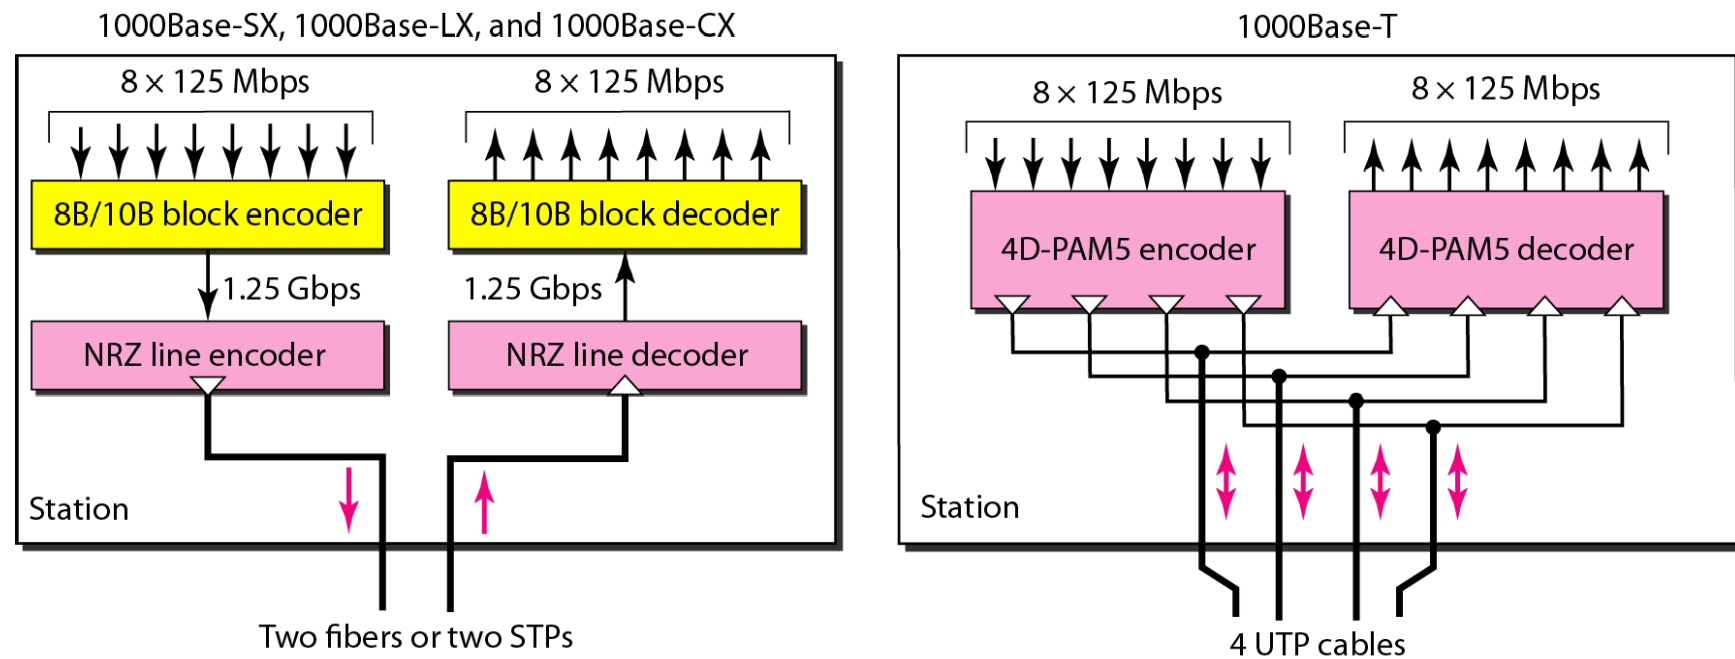 1000Base-SX, 1000Base-LX, and 1000Base-CX
8 × 125 Mbps
8 × 125 Mbps
8B/10B block encoder
8B/10B block decoder
1.25 Gbps
1.25 Gbps
NRZ line encoder
NRZ line decoder
Station
Two fibers or two STPs
1000Base-T
8 × 125 Mbps
8 × 125 Mbps
4D-PAM5 encoder
4D-PAM5 decoder
Station
4 UTP cables